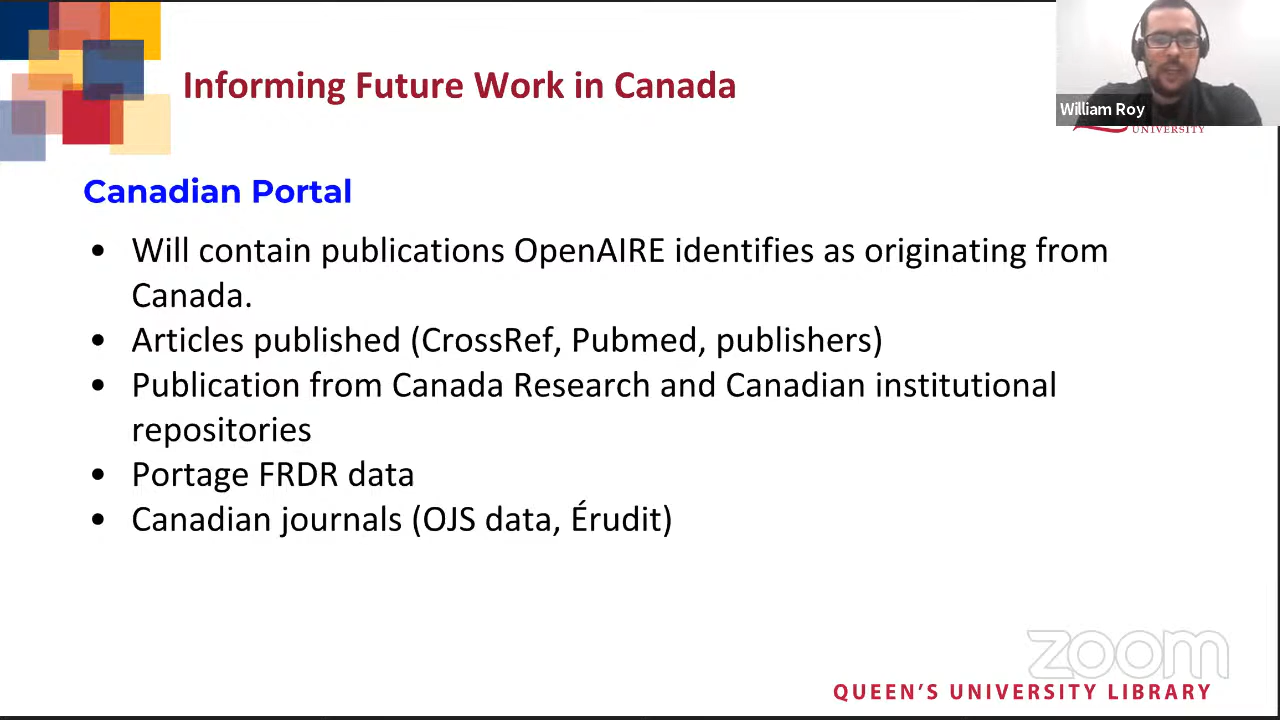 Informing Future Work in Canada
William Roy
UNIVERSITY
Canadian Portal
• Will contain publications OpenAIRE identifies as originating from
Canada.
• Articles published (CrossRef, Pubmed, publishers)
• Publication from Canada Research and Canadian institutional
repositories
• Portage FRDR data
• Canadian journals (OJS data, Érudit)
zoom
QUEEN'S UNIVERSITY LIBRARY